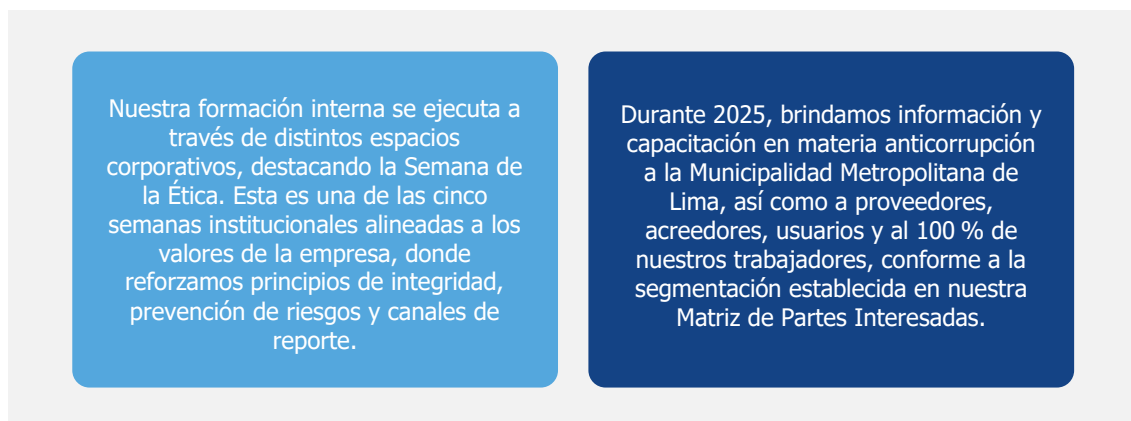 Nuestra formación interna se ejecuta a
través de distintos espacios
corporativos, destacando la Semana de
la Ética. Esta es una de las cinco
semanas institucionales alineadas a los
valores de la empresa, donde
reforzamos principios de integridad,
prevención de riesgos y canales de
reporte.
Durante 2025, brindamos información y
capacitación en materia anticorrupción
a la Municipalidad Metropolitana de
Lima, así como a proveedores,
acreedores, usuarios y al 100 % de
nuestros trabajadores, conforme a la
segmentación establecida en nuestra
Matriz de Partes Interesadas.